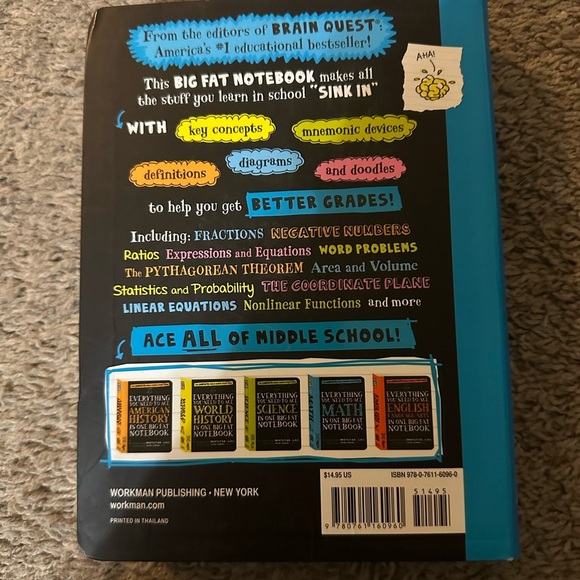 From the editors of BRAIN QUEST®:
America's #1 educational bestseller!
AHA!
This BIG FAT NOTEBOOK makes all
the stuff you learn in school "SINK IN"
WITH key concepts mnemonic devices
definitions diagrams and doodles
to help you get BETTER GRADES!
Including: FRACTIONS NEGATIVE NUMBERS
Ratios Expressions and Equations WORD PROBLEMS
The PYTHAGOREAN THEOREM Area and Volume
Statistics and Probability THE COORDINATE PLANE
LINEAR EQUATIONS Nonlinear Functions and more
ACE ALL OF MIDDLE SCHOOL!
EVERYTHING
YOU NEED TO ACE
AMERICAN
HISTORY
IN ONE BIG FAT
NOTEBOOK
EVERYTHING
YOU NEED TO ACE
WORLD
HISTORY
IN ONE BIG FAT
NOTEBOOK
EVERYTHING
YOU NEED TO ACE
SCIENCE
IN ONE BIG FAT
NOTEBOOK
EVERYTHING
YOU NEED TO ACE
MATH
IN ONE BIG FAT
NOTEBOOK
EVERYTHING
YOU NEED TO ACE
ENGLISH
LANGUAGE ARTS
IN ONE BIG FAT
NOTEBOOK
$14.95 US ISBN 978-0-7611-6096-0
51495
9 780761 160960
WORKMAN PUBLISHING • NEW YORK
workman.com
PRINTED IN THAILAND